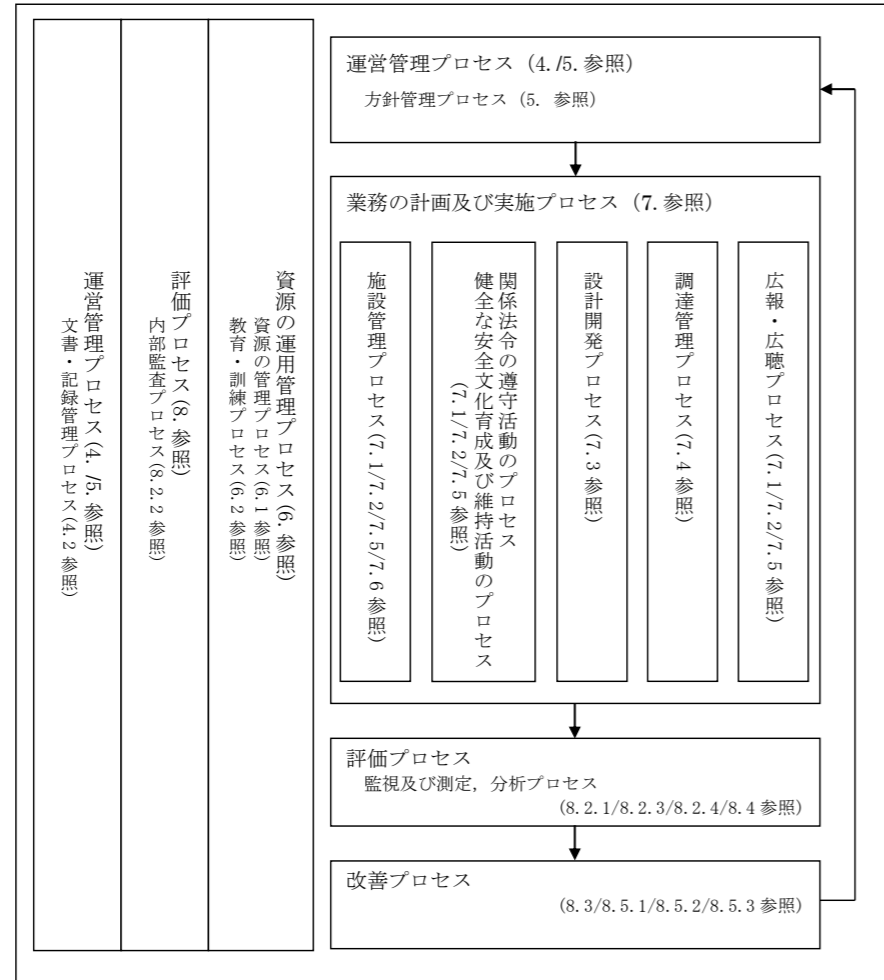 運営管理プロセス (4./5.参照)
方針管理プロセス (5. 参照)
業務の計画及び実施プロセス (7.参照)
施設管理プロセス(7.1/7.2/7.5/7.6 参照)
関係法令の遵守活動のプロセス
健全な安全文化育成及び維持活動のプロセス
(7.1/7.2/7.5 参照)
設計開発プロセス(7.3 参照)
調達管理プロセス(7.4 参照)
広報・広聴プロセス(7.1/7.2/7.5 参照)
評価プロセス
監視及び測定，分析プロセス
(8.2.1/8.2.3/8.2.4/8.4 参照)
改善プロセス
(8.3/8.5.1/8.5.2/8.5.3 参照)
資源の運用管理プロセス(6.参照)
資源の管理プロセス(6.1 参照)
教育・訓練プロセス(6.2 参照)
評価プロセス(8.参照)
内部監査プロセス(8.2.2 参照)
運営管理プロセス(4./5.参照)
文書・記録管理プロセス(4.2 参照)